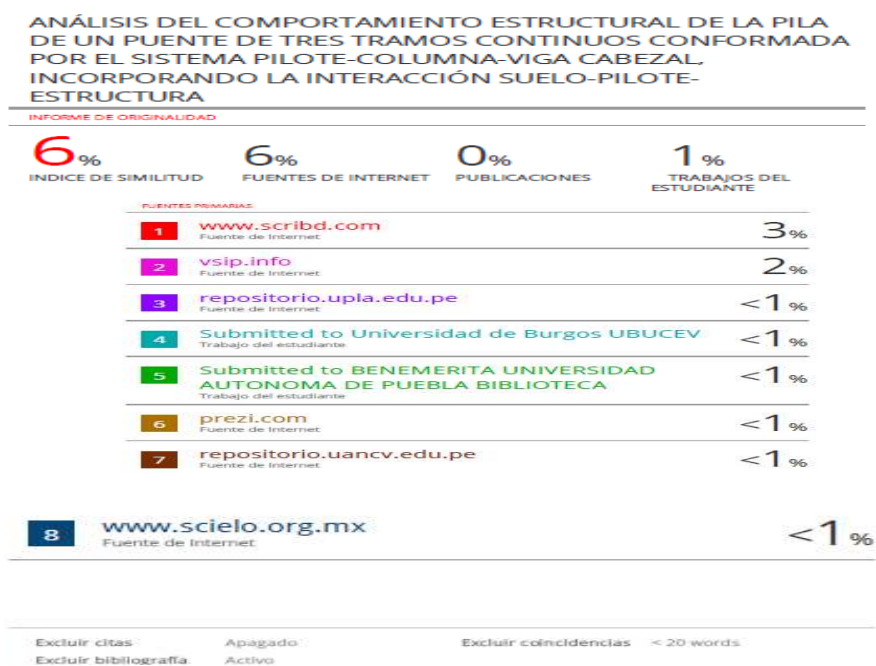 ANÁLISIS DEL COMPORTAMIENTO ESTRUCTURAL DE LA PILA
DE UN PUENTE DE TRES TRAMOS CONTINUOS CONFORMADA
POR EL SISTEMA PILOTE-COLUMNA-VIGA CABEZAL,
INCORPORANDO LA INTERACCIÓN SUELO-PILOTE-
ESTRUCTURA
INFORME DE ORIGINALIDAD
6% 6% 0% 1%
INDICE DE SIMILITUD FUENTES DE INTERNET PUBLICACIONES TRABAJOS DEL
ESTUDIANTE
FUENTES PRIMARIAS
1 www.scribd.com 3%
Fuente de Internet
2 vsip.info 2%
Fuente de Internet
3 repositorio.upla.edu.pe <1%
Fuente de Internet
4 Submitted to Universidad de Burgos UBUCEV <1%
Trabajo del estudiante
5 Submitted to BENEMERITA UNIVERSIDAD <1%
AUTONOMA DE PUEBLA BIBLIOTECA
Trabajo del estudiante
6 prezi.com <1%
Fuente de Internet
7 repositorio.uancv.edu.pe <1%
Fuente de Internet
8 www.scielo.org.mx <1%
Fuente de Internet
Excluir citas Apagado Excluir coincidencias < 20 words
Excluir bibliografía Activo